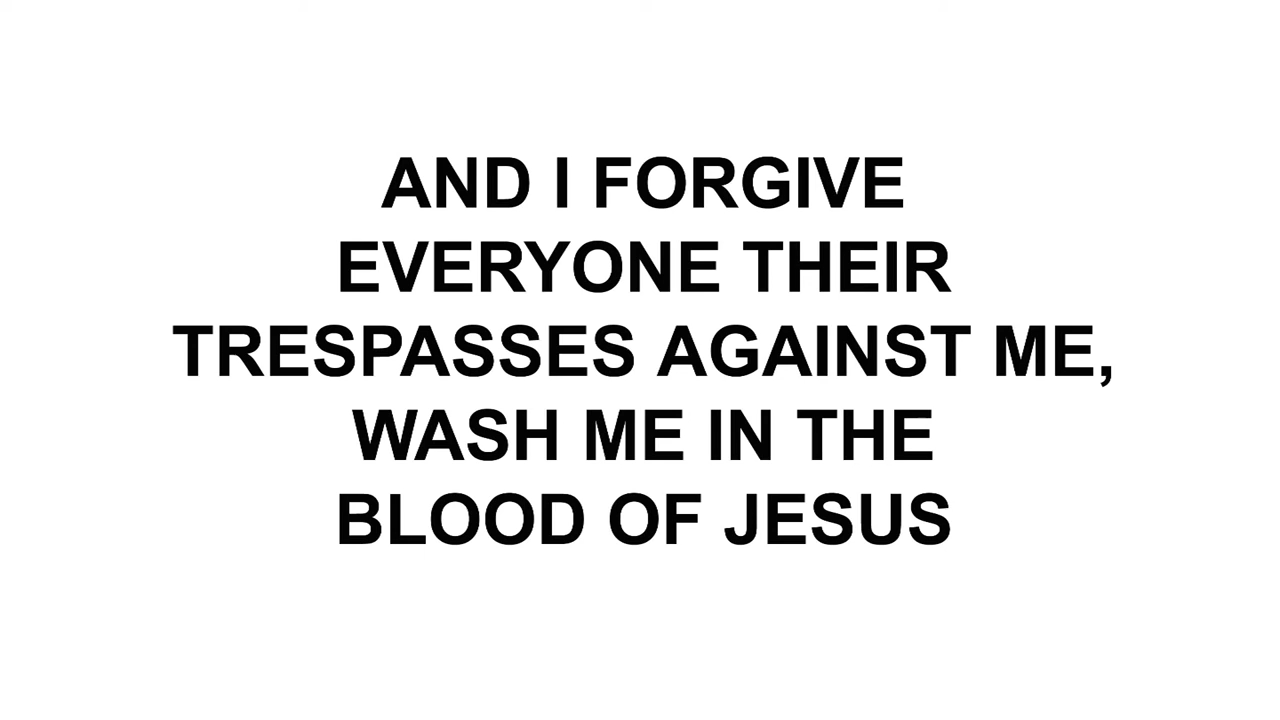 AND I FORGIVE
EVERYONE THEIR
TRESPASSES AGAINST ME,
WASH ME IN THE
BLOOD OF JESUS